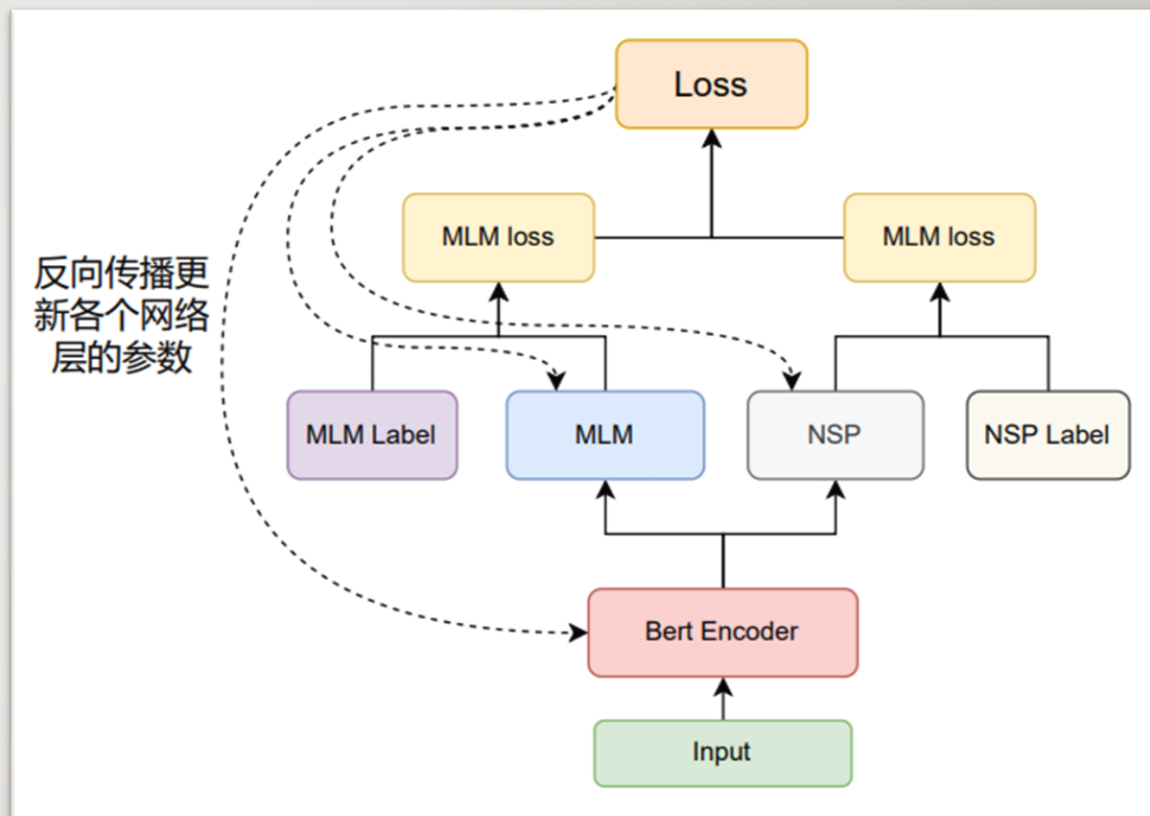 Loss
MLM loss
MLM loss
反向传播更
新各个网络
层的参数
MLM Label
MLM
NSP
NSP Label
Bert Encoder
Input